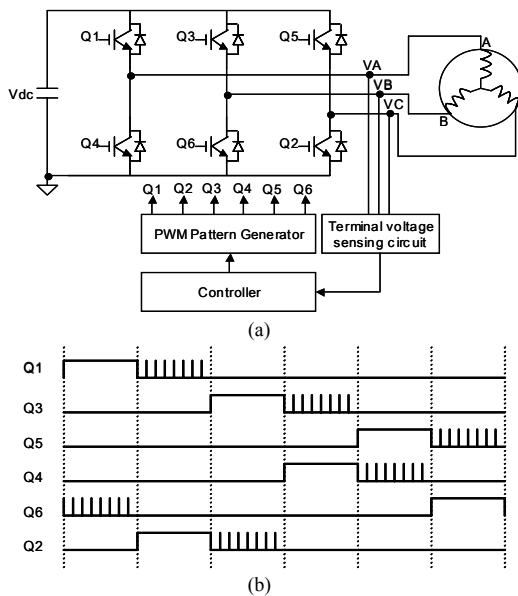 Q1
Q3
Q5
A
VA
VB
VC
Vdc
B
Q4
Q6
Q2
Q1 Q2 Q3 Q4 Q5 Q6
PWM Pattern Generator
Terminal voltage
sensing circuit
Controller
(a)
Q1
Q3
Q5
Q4
Q6
Q2
(b)